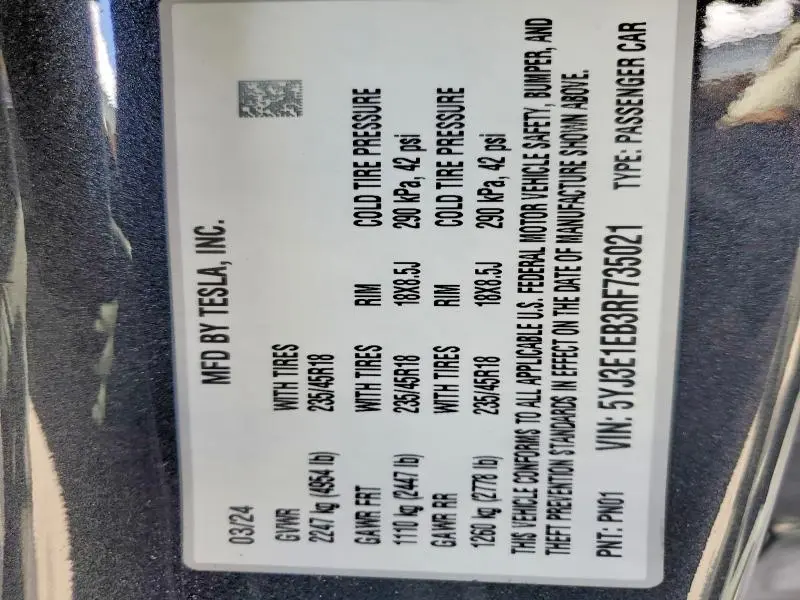 MFD BY TESLA, INC.
03/24
GVWR WITH TIRES
2247 kg (4954 lb) 235/45R18
GAWR FRT WITH TIRES RIM COLD TIRE PRESSURE
1110 kg (2447 lb) 235/45R18 18X8.5J 290 kPa, 42 psi
GAWR RR WITH TIRES RIM COLD TIRE PRESSURE
1260 kg (2778 lb) 235/45R18 18X8.5J 290 kPa, 42 psi
THIS VEHICLE CONFORMS TO ALL APPLICABLE U.S. FEDERAL MOTOR VEHICLE SAFETY, BUMPER, AND
THEFT PREVENTION STANDARDS IN EFFECT ON THE DATE OF MANUFACTURE SHOWN ABOVE.
PNT: PN01 VIN: 5YJ3E1EB3RF735021 TYPE: PASSENGER CAR